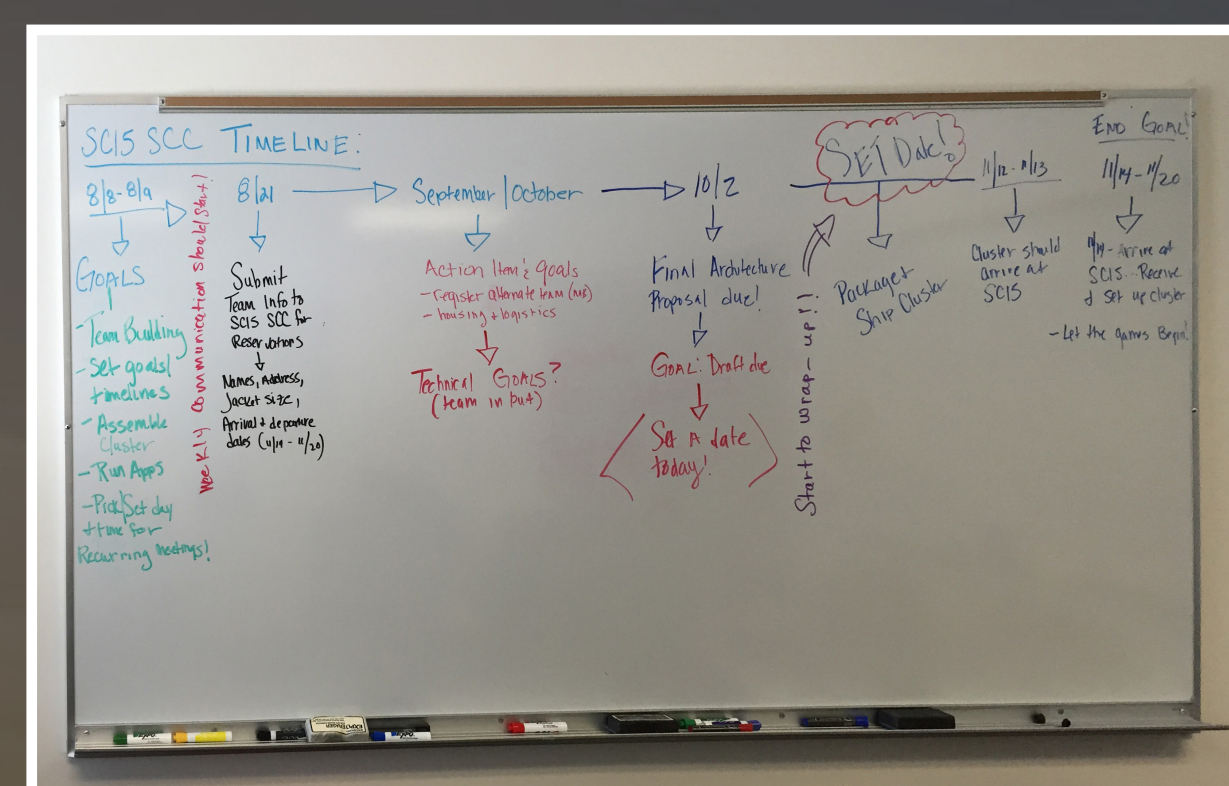 SC15 SCC TIMELINE:
8/8-8/9
GOALS
- Team Building
- Set goals/
timelines
- Assemble
Cluster
- Run Apps
- Pick/Set day
+ time for
Recurring meetings!
Weekly communication should/start!
8/21
Submit
Team Info to
SC15 SCC for
Reservations
Names, Address,
Jacket size,
Arrival + departure
dates (11/14 - 11/20)
September/October
Action Item & goals
- register alternate team
- housing + logistics
Technical GOALS?
(team in put)
10/2
Final Architecture
Proposal due!
GOAL: Draft due
Set A date
today!
Start to wrap-up!!
SET Date!
Package +
Ship Cluster
11/12 - 11/13
Cluster should
arrive at
SC15
END GOAL!
11/14 - 11/20
11/14 - Arrive at
SC15... Receive
+ set up cluster
- Let the games Begin!
EXPO